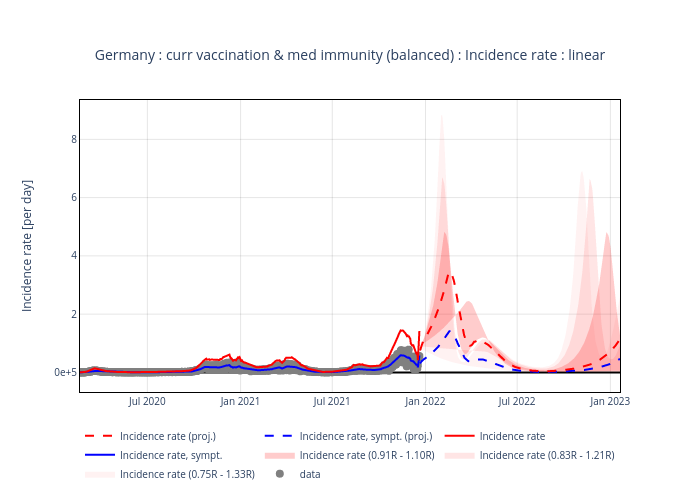 Germany : curr vaccination & med immunity (balanced) : Incidence rate : linear
Incidence rate [per day]
8
6
4
2
0e+5
Jul 2020
Jan 2021
Jul 2021
Jan 2022
Jul 2022
Jan 2023
Incidence rate (proj.)
Incidence rate, sympt. (proj.)
Incidence rate
Incidence rate, sympt.
Incidence rate (0.91R - 1.10R)
Incidence rate (0.83R - 1.21R)
Incidence rate (0.75R - 1.33R)
data